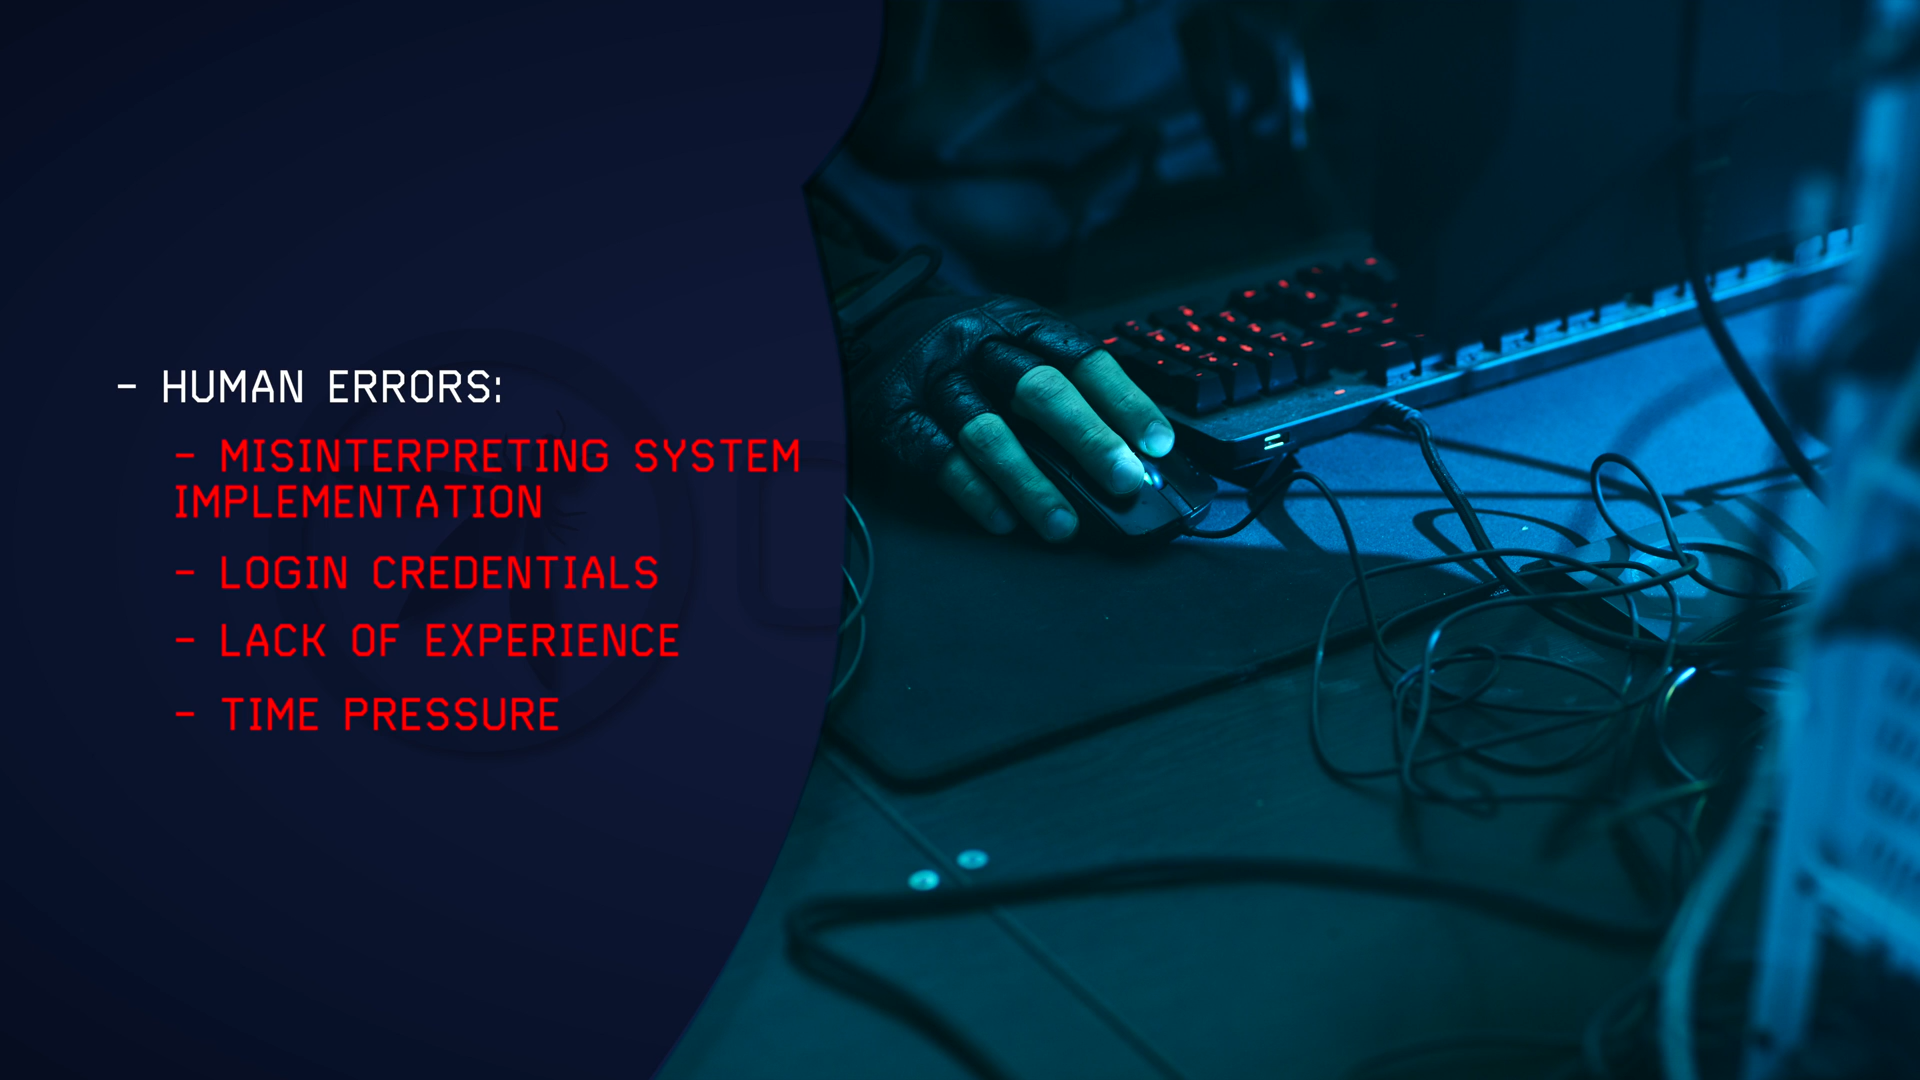 - HUMAN ERRORS:
- MISINTERPRETING SYSTEM
IMPLEMENTATION
- LOGIN CREDENTIALS
- LACK OF EXPERIENCE
- TIME PRESSURE